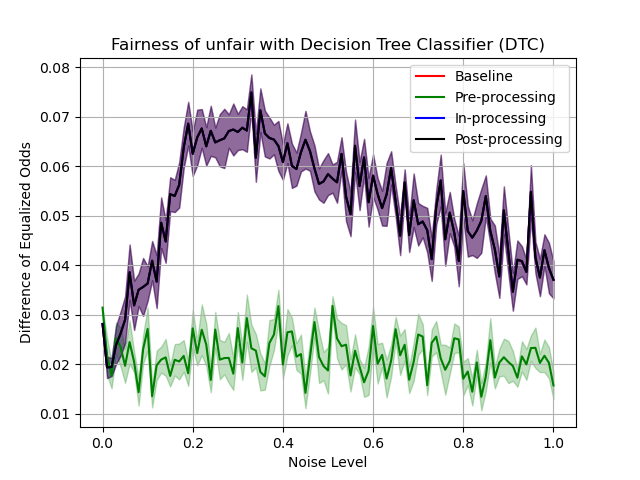 Fairness of unfair with Decision Tree Classifier (DTC)
Baseline
Pre-processing
In-processing
Post-processing
Difference of Equalized Odds
0.08
0.07
0.06
0.05
0.04
0.03
0.02
0.01
0.0 0.2 0.4 0.6 0.8 1.0
Noise Level